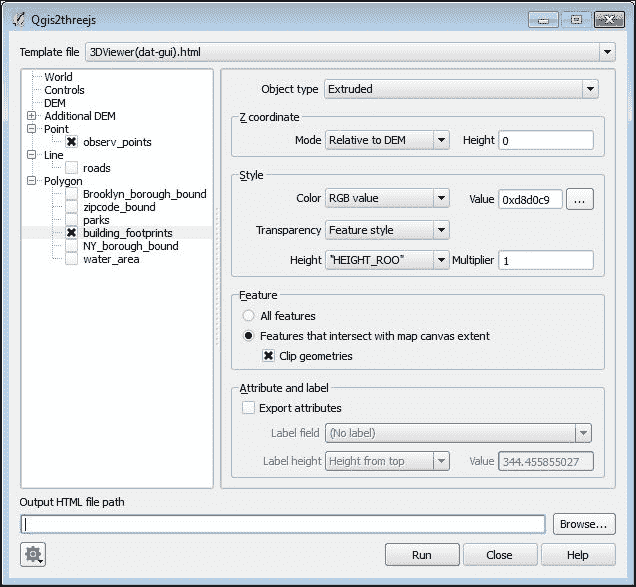 Qgis2threejs
Template file 3DViewer(dat-gui).html
World
Controls
DEM
Additional DEM
Point
observ_points
Line
roads
Polygon
Brooklyn_borough_bound
zipcode_bound
parks
building_footprints
NY_borough_bound
water_area
Object type Extruded
Z coordinate
Mode Relative to DEM Height 0
Style
Color RGB value Value 0xd8d0c9 ...
Transparency Feature style
Height "HEIGHT_ROO" Multiplier 1
Feature
All features
Features that intersect with map canvas extent
Clip geometries
Attribute and label
Export attributes
Label field (No label)
Label height Height from top Value 344.455855027
Output HTML file path
Browse...
Run Close Help